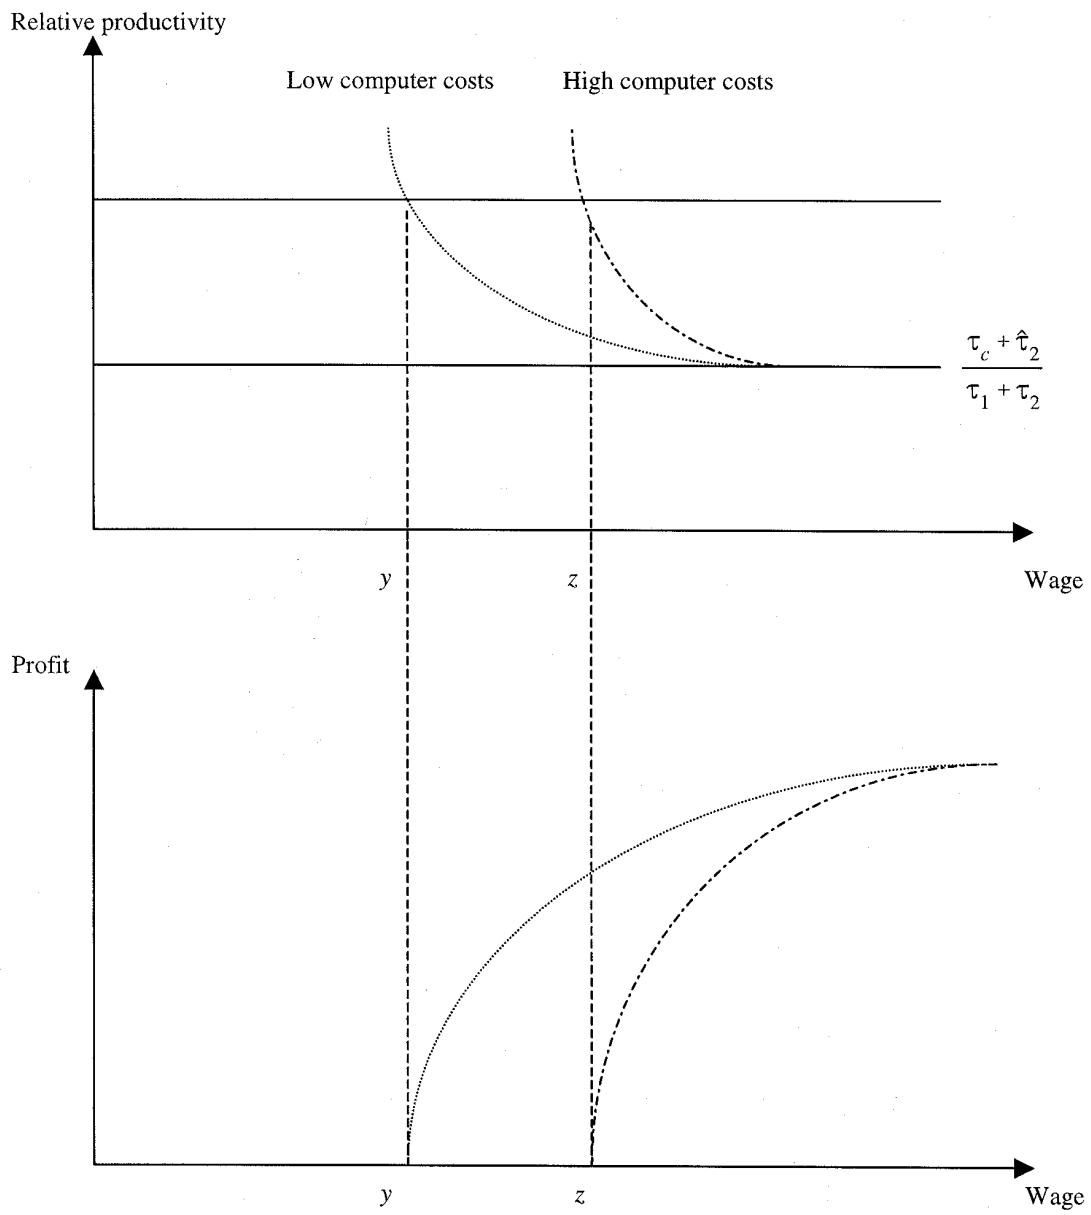 Relative productivity
Low computer costs
High computer costs
τc + τ̂2
τ1 + τ2
y
z
Wage
Profit
y
z
Wage